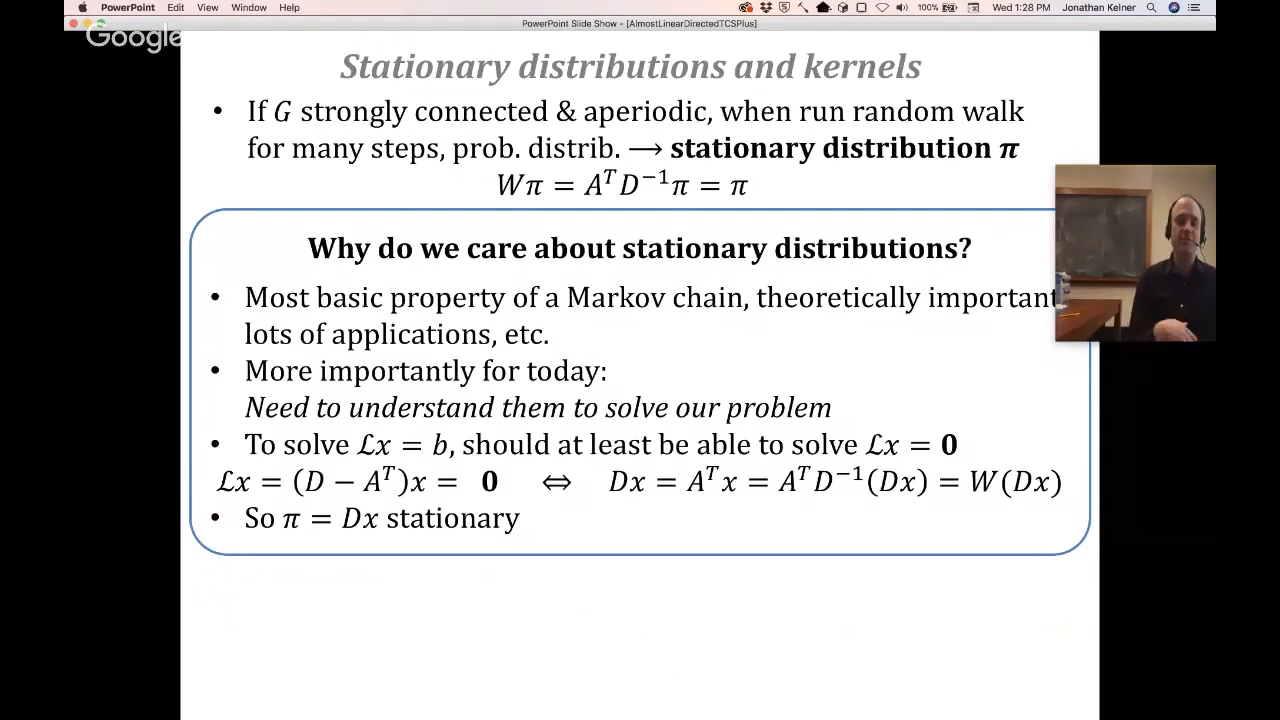 PowerPoint Edit View Window Help 100% Wed 1:28 PM Jonathan Kelner
PowerPoint Slide Show - [AlmostLinearDirectedTCSPlus]
Google
Stationary distributions and kernels
• If G strongly connected & aperiodic, when run random walk
for many steps, prob. distrib. ⟶ stationary distribution π
Wπ = AᵀD⁻¹π = π
Why do we care about stationary distributions?
• Most basic property of a Markov chain, theoretically important
lots of applications, etc.
• More importantly for today:
Need to understand them to solve our problem
• To solve ℒx = b, should at least be able to solve ℒx = 0
ℒx = (D − Aᵀ)x = 0 ⇔ Dx = Aᵀx = AᵀD⁻¹(Dx) = W(Dx)
• So π = Dx stationary